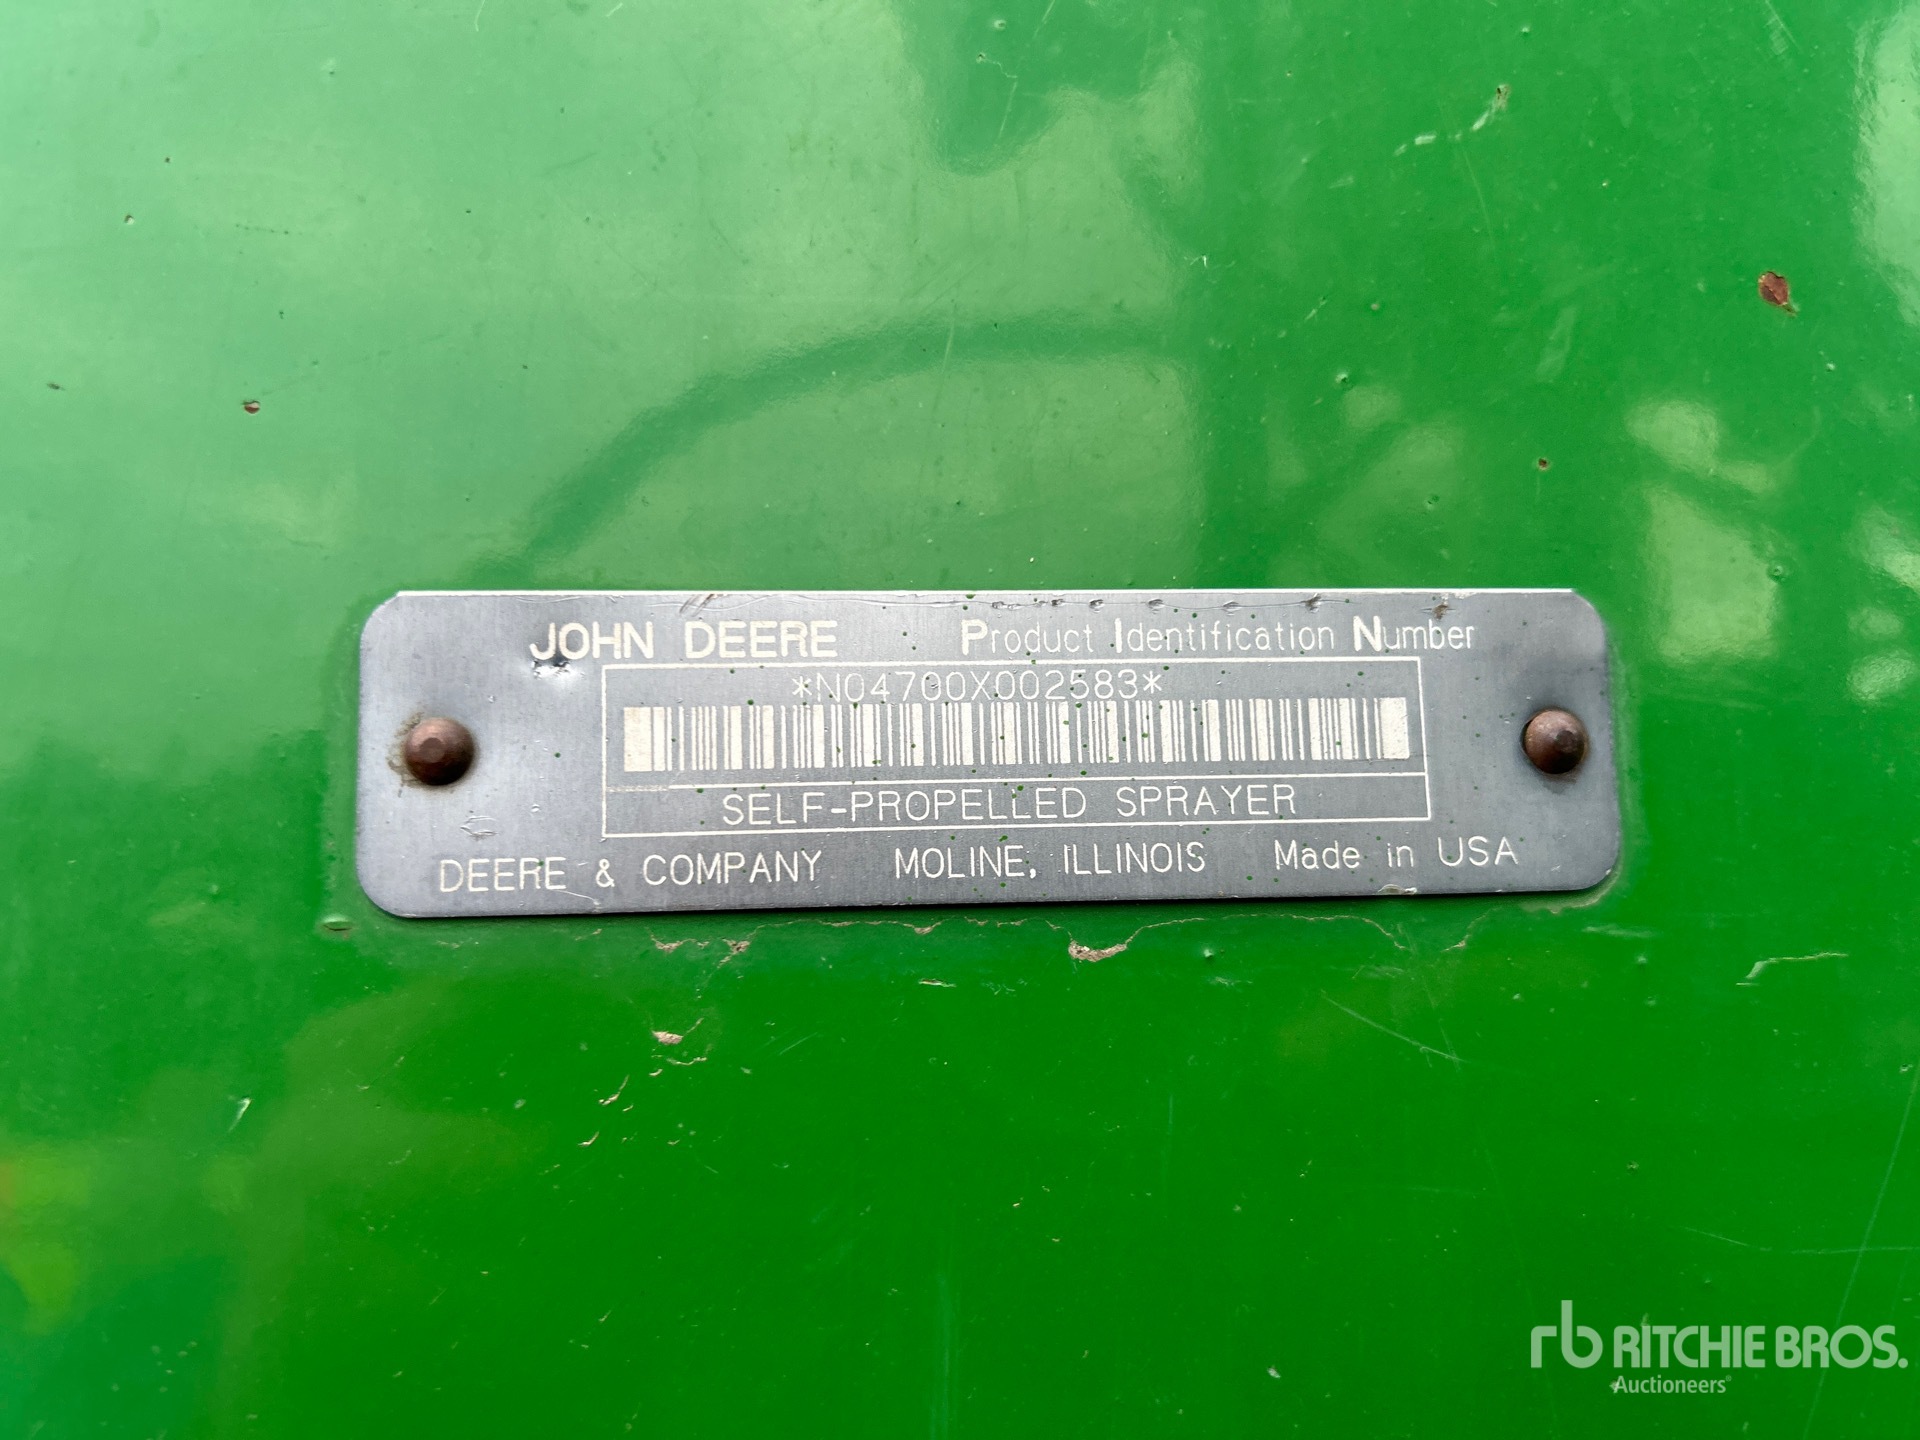 JOHN DEERE Product Identification Number
*N04700X002583*
SELF-PROPELLED SPRAYER
DEERE & COMPANY MOLINE, ILLINOIS Made in USA
rb RITCHIE BROS.
Auctioneers®